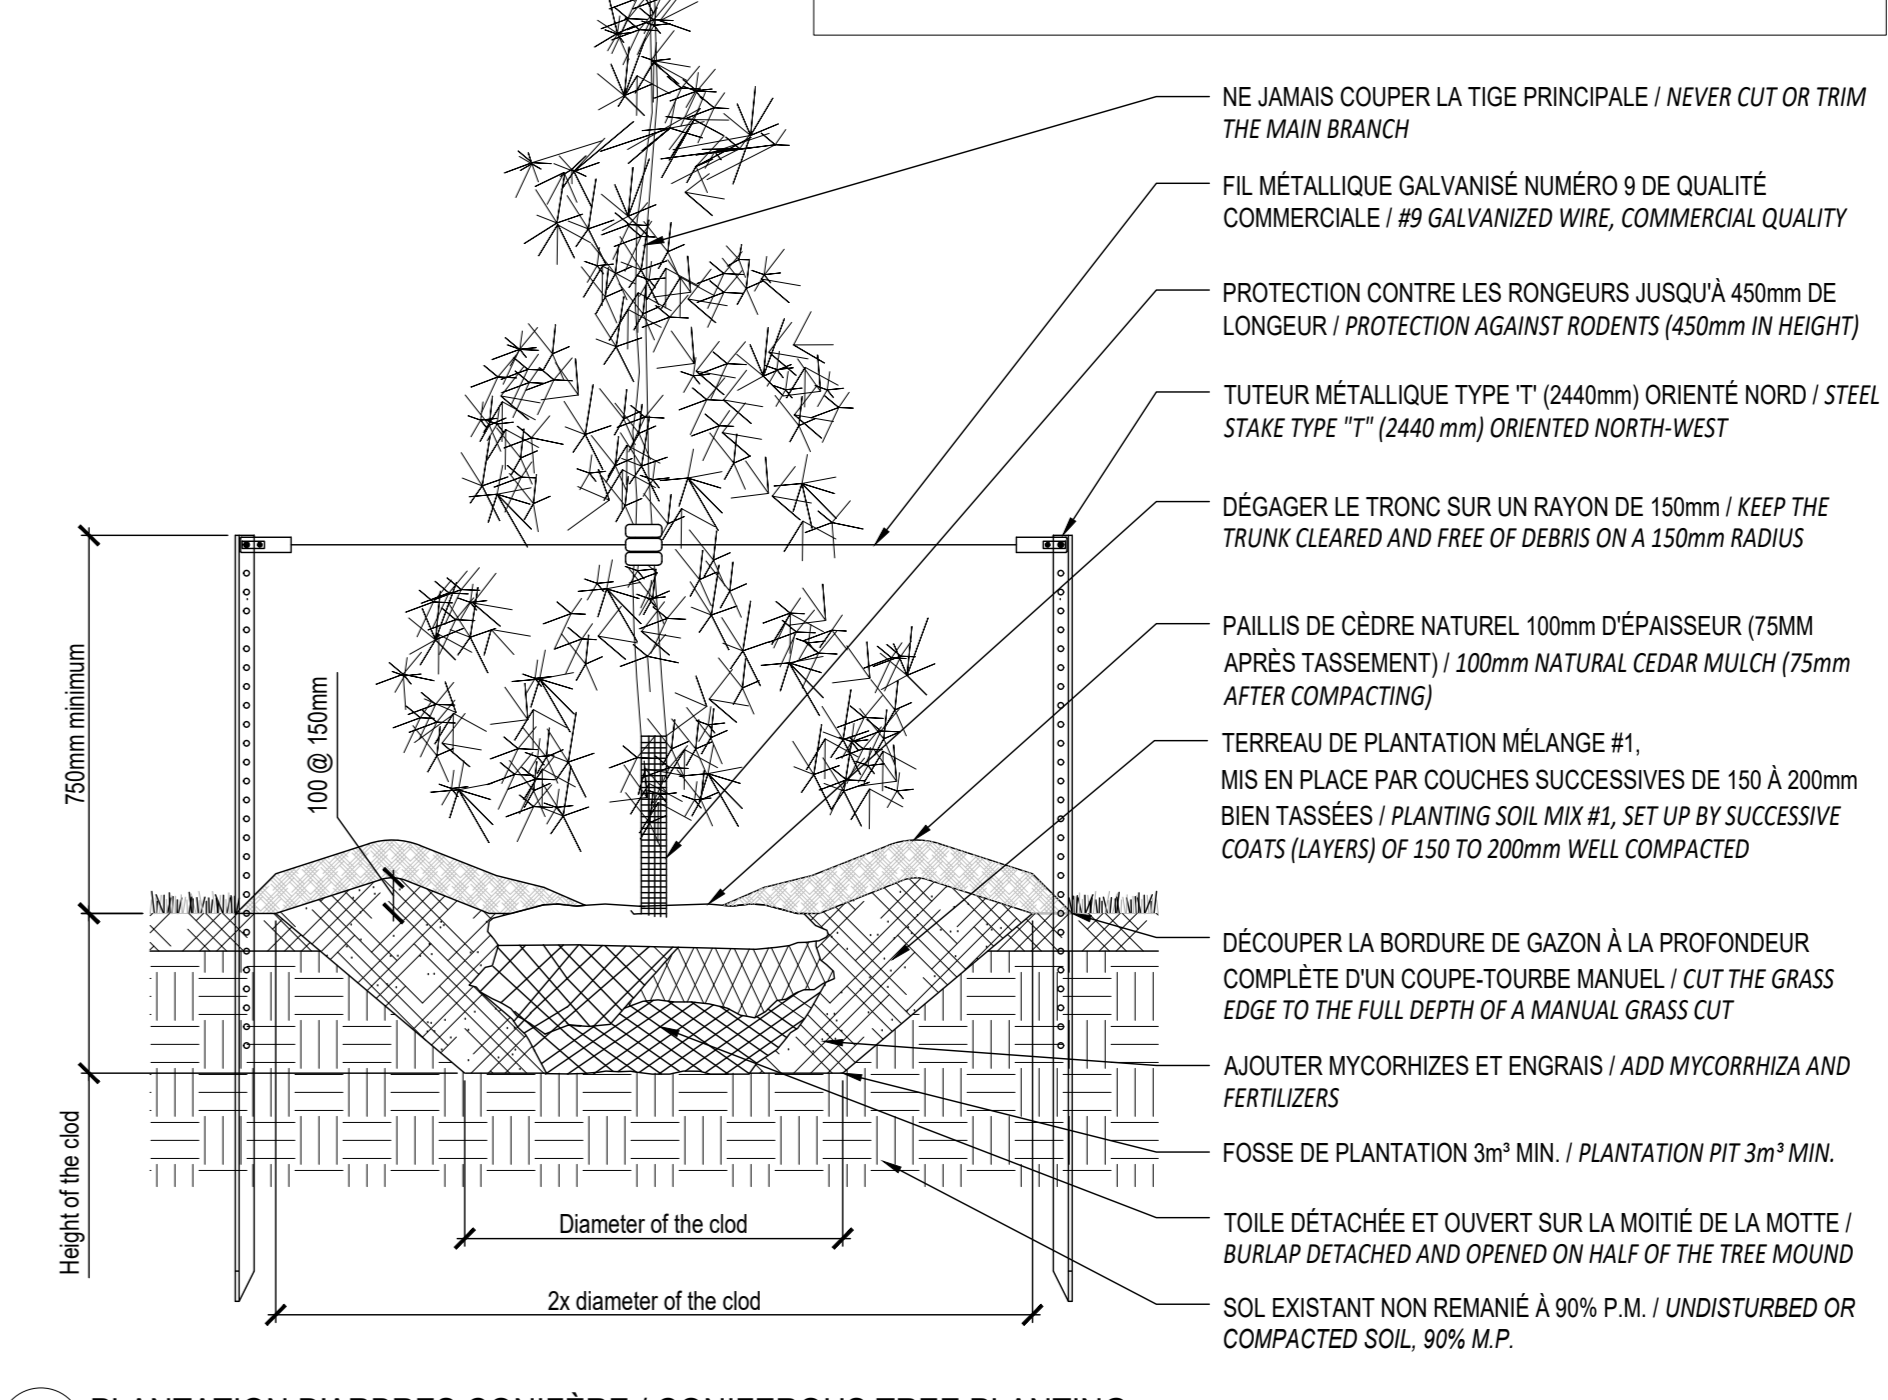 NE JAMAIS COUPER LA TIGE PRINCIPALE / NEVER CUT OR TRIM
THE MAIN BRANCH
FIL MÉTALLIQUE GALVANISÉ NUMÉRO 9 DE QUALITÉ
COMMERCIALE / #9 GALVANIZED WIRE, COMMERCIAL QUALITY
PROTECTION CONTRE LES RONGEURS JUSQU'À 450mm DE
LONGEUR / PROTECTION AGAINST RODENTS (450mm IN HEIGHT)
TUTEUR MÉTALLIQUE TYPE 'T' (2440mm) ORIENTÉ NORD / STEEL
STAKE TYPE "T" (2440 mm) ORIENTED NORTH-WEST
DÉGAGER LE TRONC SUR UN RAYON DE 150mm / KEEP THE
TRUNK CLEARED AND FREE OF DEBRIS ON A 150mm RADIUS
PAILLIS DE CÈDRE NATUREL 100mm D'ÉPAISSEUR (75MM
APRÈS TASSEMENT) / 100mm NATURAL CEDAR MULCH (75mm
AFTER COMPACTING)
TERREAU DE PLANTATION MÉLANGE #1,
MIS EN PLACE PAR COUCHES SUCCESSIVES DE 150 À 200mm
BIEN TASSÉES / PLANTING SOIL MIX #1, SET UP BY SUCCESSIVE
COATS (LAYERS) OF 150 TO 200mm WELL COMPACTED
DÉCOUPER LA BORDURE DE GAZON À LA PROFONDEUR
COMPLÈTE D'UN COUPE-TOURBE MANUEL / CUT THE GRASS
EDGE TO THE FULL DEPTH OF A MANUAL GRASS CUT
AJOUTER MYCORHIZES ET ENGRAIS / ADD MYCORRHIZA AND
FERTILIZERS
FOSSE DE PLANTATION 3m³ MIN. / PLANTATION PIT 3m³ MIN.
TOILE DÉTACHÉE ET OUVERT SUR LA MOITIÉ DE LA MOTTE /
BURLAP DETACHED AND OPENED ON HALF OF THE TREE MOUND
SOL EXISTANT NON REMANIÉ À 90% P.M. / UNDISTURBED OR
COMPACTED SOIL, 90% M.P.
750mm minimum
100 @ 150mm
Height of the clod
Diameter of the clod
2x diameter of the clod
PLANTATION D'ARBRES CONIFÈRE / CONIFEROUS TREE PLANTING